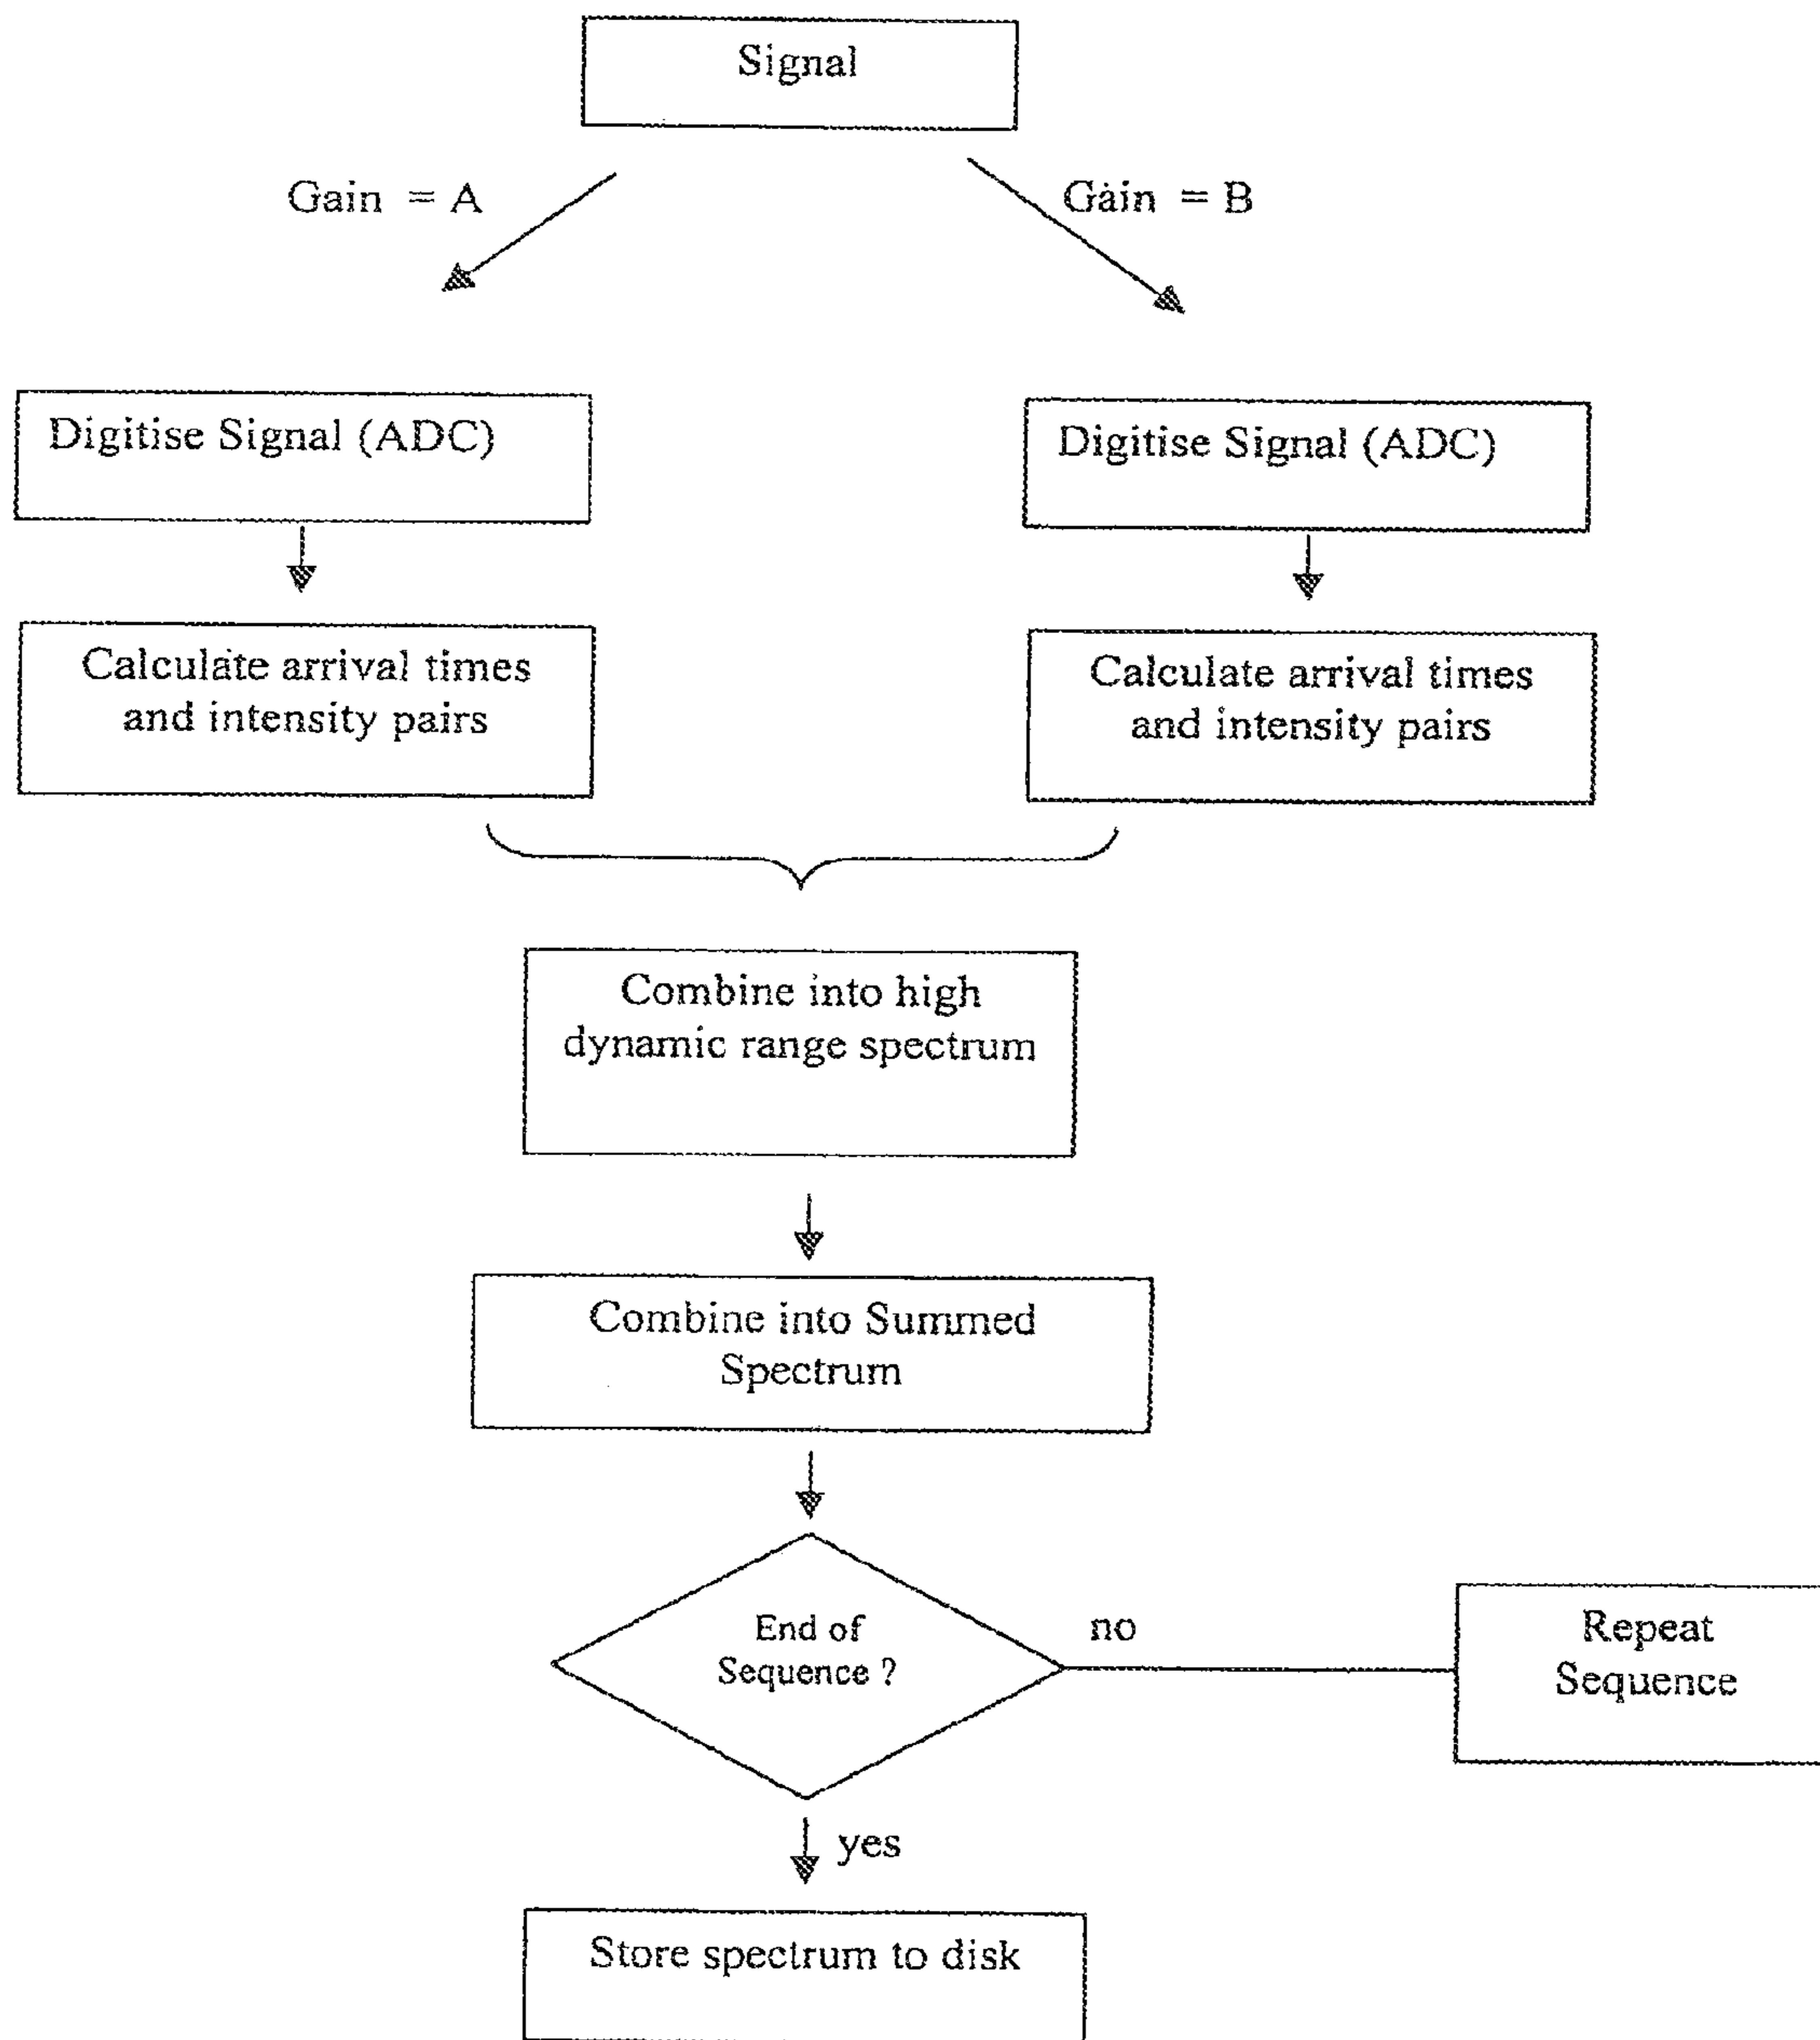 Signal
Gain = A
Gain = B
Digitise Signal (ADC)
Digitise Signal (ADC)
Calculate arrival times
and intensity pairs
Calculate arrival times
and intensity pairs
Combine into high
dynamic range spectrum
Combine into Summed
Spectrum
End of
Sequence ?
no
Repeat
Sequence
yes
Store spectrum to disk